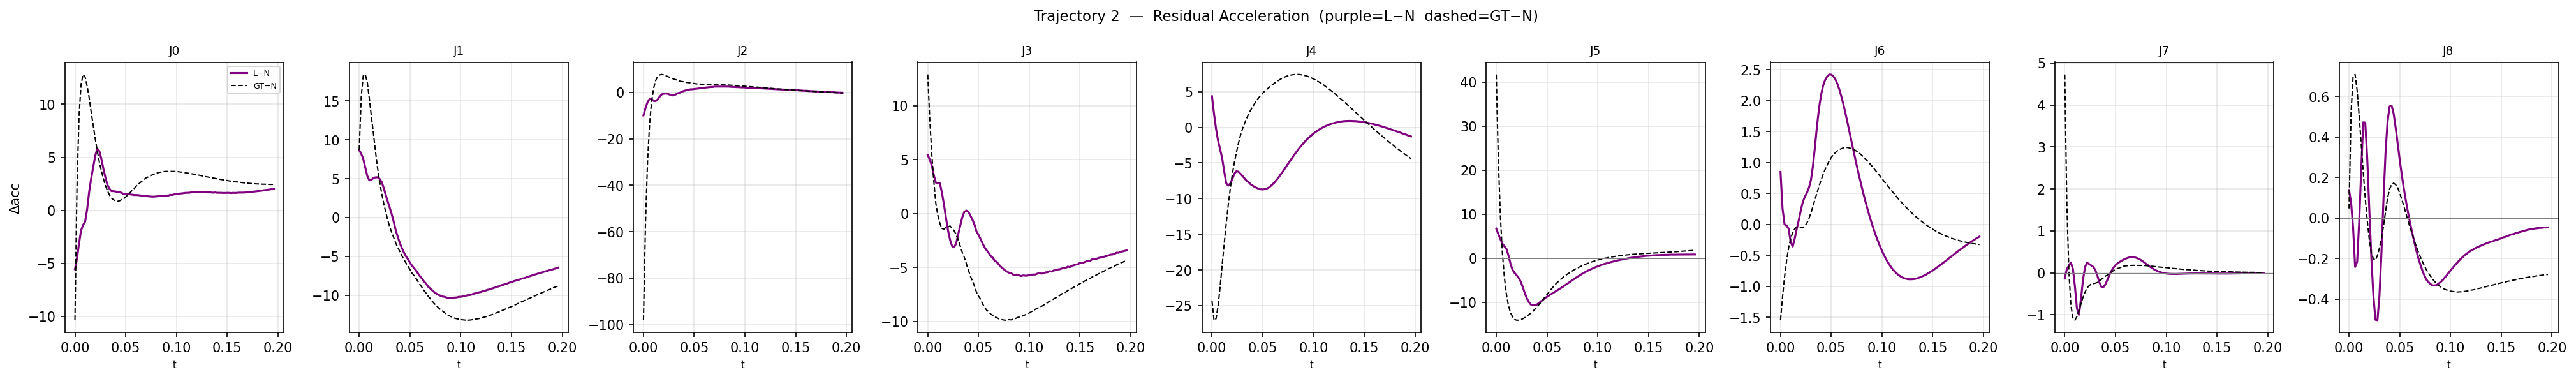 Trajectory 2 — Residual Acceleration (purple=L−N dashed=GT−N)
J0 J1 J2 J3 J4 J5 J6 J7 J8
L−N
GT−N
Δacc
10
5
0
−5
−10
0.00 0.05 0.10 0.15 0.20
t
15
10
5
0
−5
−10
0.00 0.05 0.10 0.15 0.20
t
0
−20
−40
−60
−80
−100
0.00 0.05 0.10 0.15 0.20
t
10
5
0
−5
−10
0.00 0.05 0.10 0.15 0.20
t
5
0
−5
−10
−15
−20
−25
0.00 0.05 0.10 0.15 0.20
t
40
30
20
10
0
−10
0.00 0.05 0.10 0.15 0.20
t
2.5
2.0
1.5
1.0
0.5
0.0
−0.5
−1.0
−1.5
0.00 0.05 0.10 0.15 0.20
t
5
4
3
2
1
0
−1
0.00 0.05 0.10 0.15 0.20
t
0.6
0.4
0.2
0.0
−0.2
−0.4
0.00 0.05 0.10 0.15 0.20
t